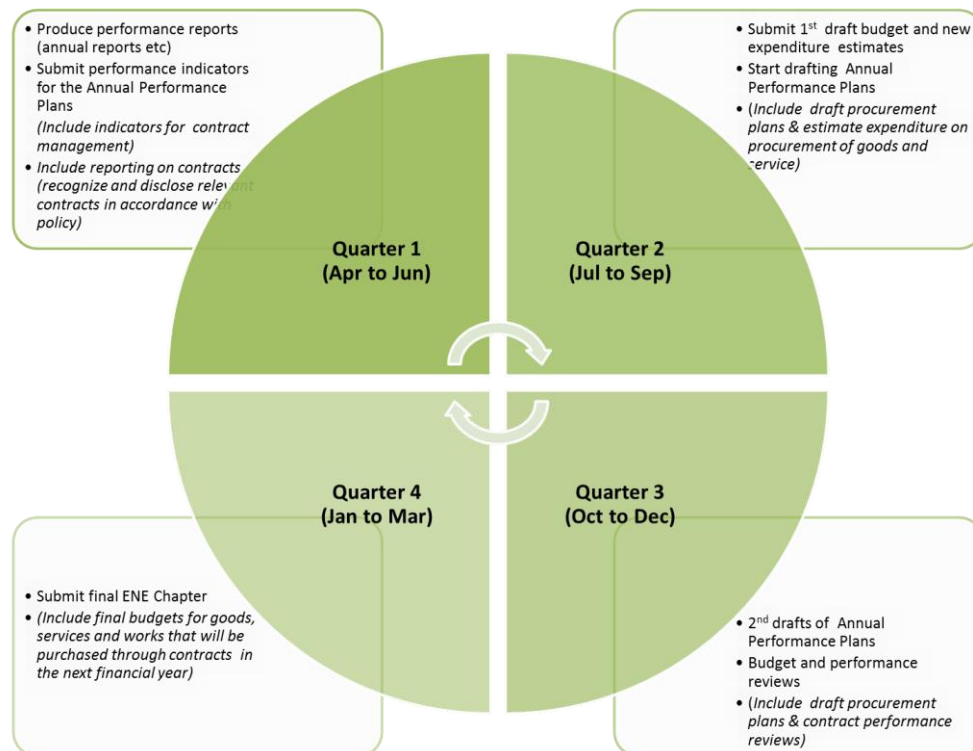 • Produce performance reports
(annual reports etc)
• Submit performance indicators
for the Annual Performance
Plans
(Include indicators for contract
management)
• Include reporting on contracts
(recognize and disclose relevant
contracts in accordance with
policy)
Quarter 1
(Apr to Jun)
• Submit 1st draft budget and new
expenditure estimates
• Start drafting Annual
Performance Plans
• (Include draft procurement
plans & estimate expenditure on
procurement of goods and
service)
Quarter 2
(Jul to Sep)
Quarter 4
(Jan to Mar)
• Submit final ENE Chapter
• (Include final budgets for goods,
services and works that will be
purchased through contracts in
the next financial year)
Quarter 3
(Oct to Dec)
• 2nd drafts of Annual
Performance Plans
• Budget and performance
reviews
• (Include draft procurement
plans & contract performance
reviews)